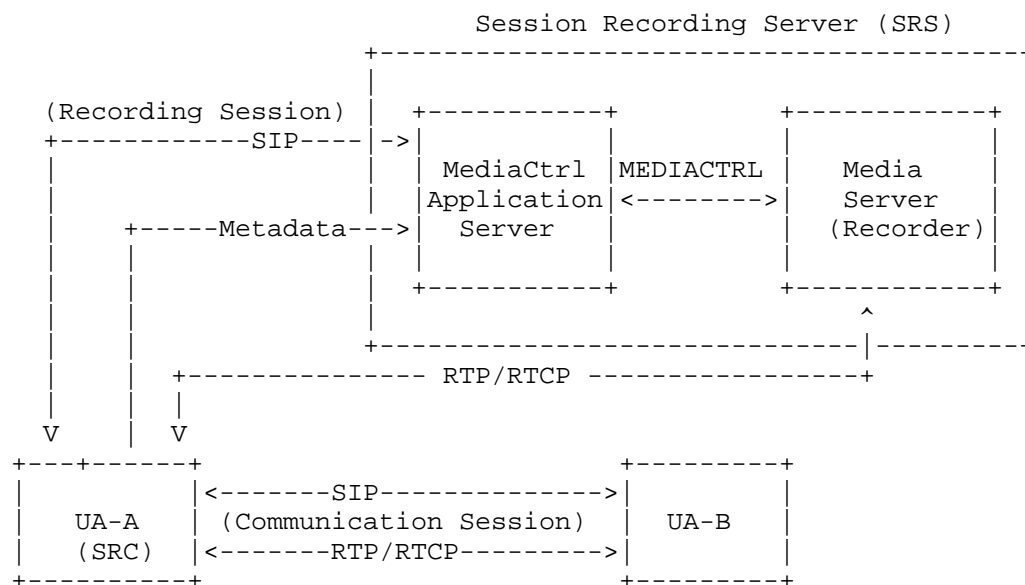 Session Recording Server (SRS)
(Recording Session)
SIP
MediaCtrl MEDIACTRL Media
Application Server
Metadata Server (Recorder)
RTP/RTCP
V V
SIP
UA-A (Communication Session) UA-B
(SRC) RTP/RTCP